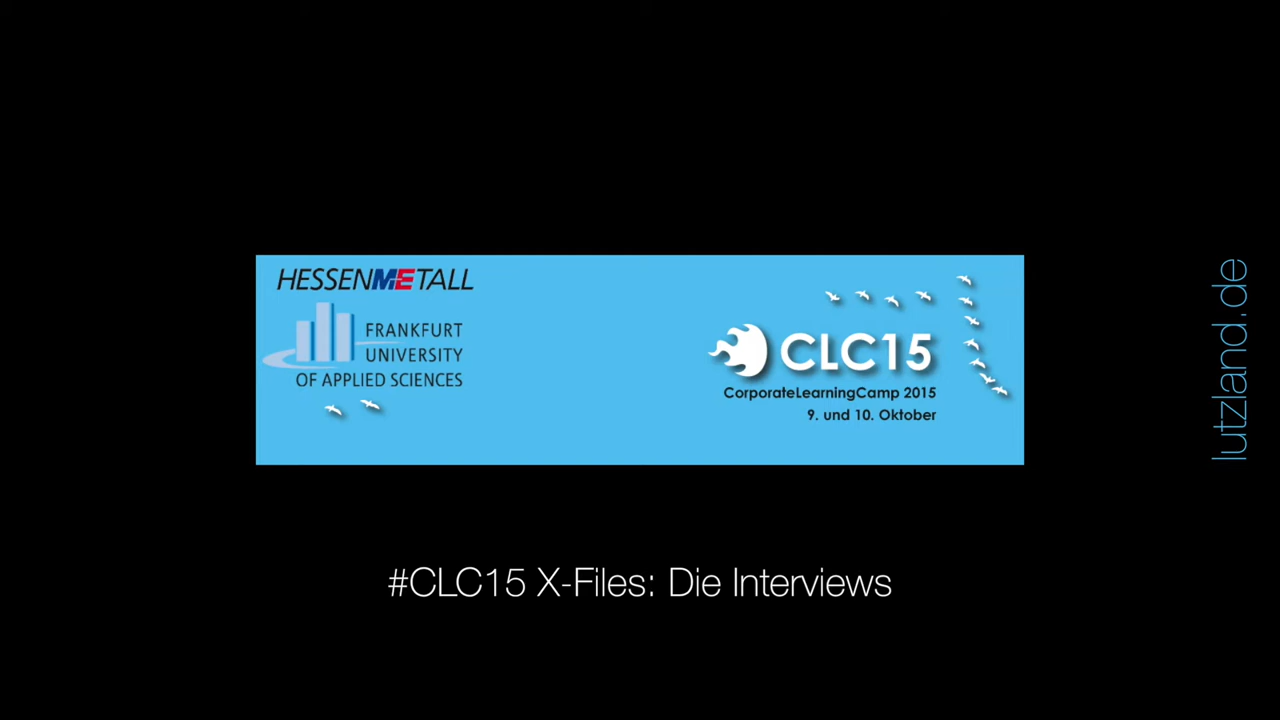 HESSENMETALL
FRANKFURT
UNIVERSITY
OF APPLIED SCIENCES
CLC15
CorporateLearningCamp 2015
9. und 10. Oktober
lutzland.de
#CLC15 X-Files: Die Interviews